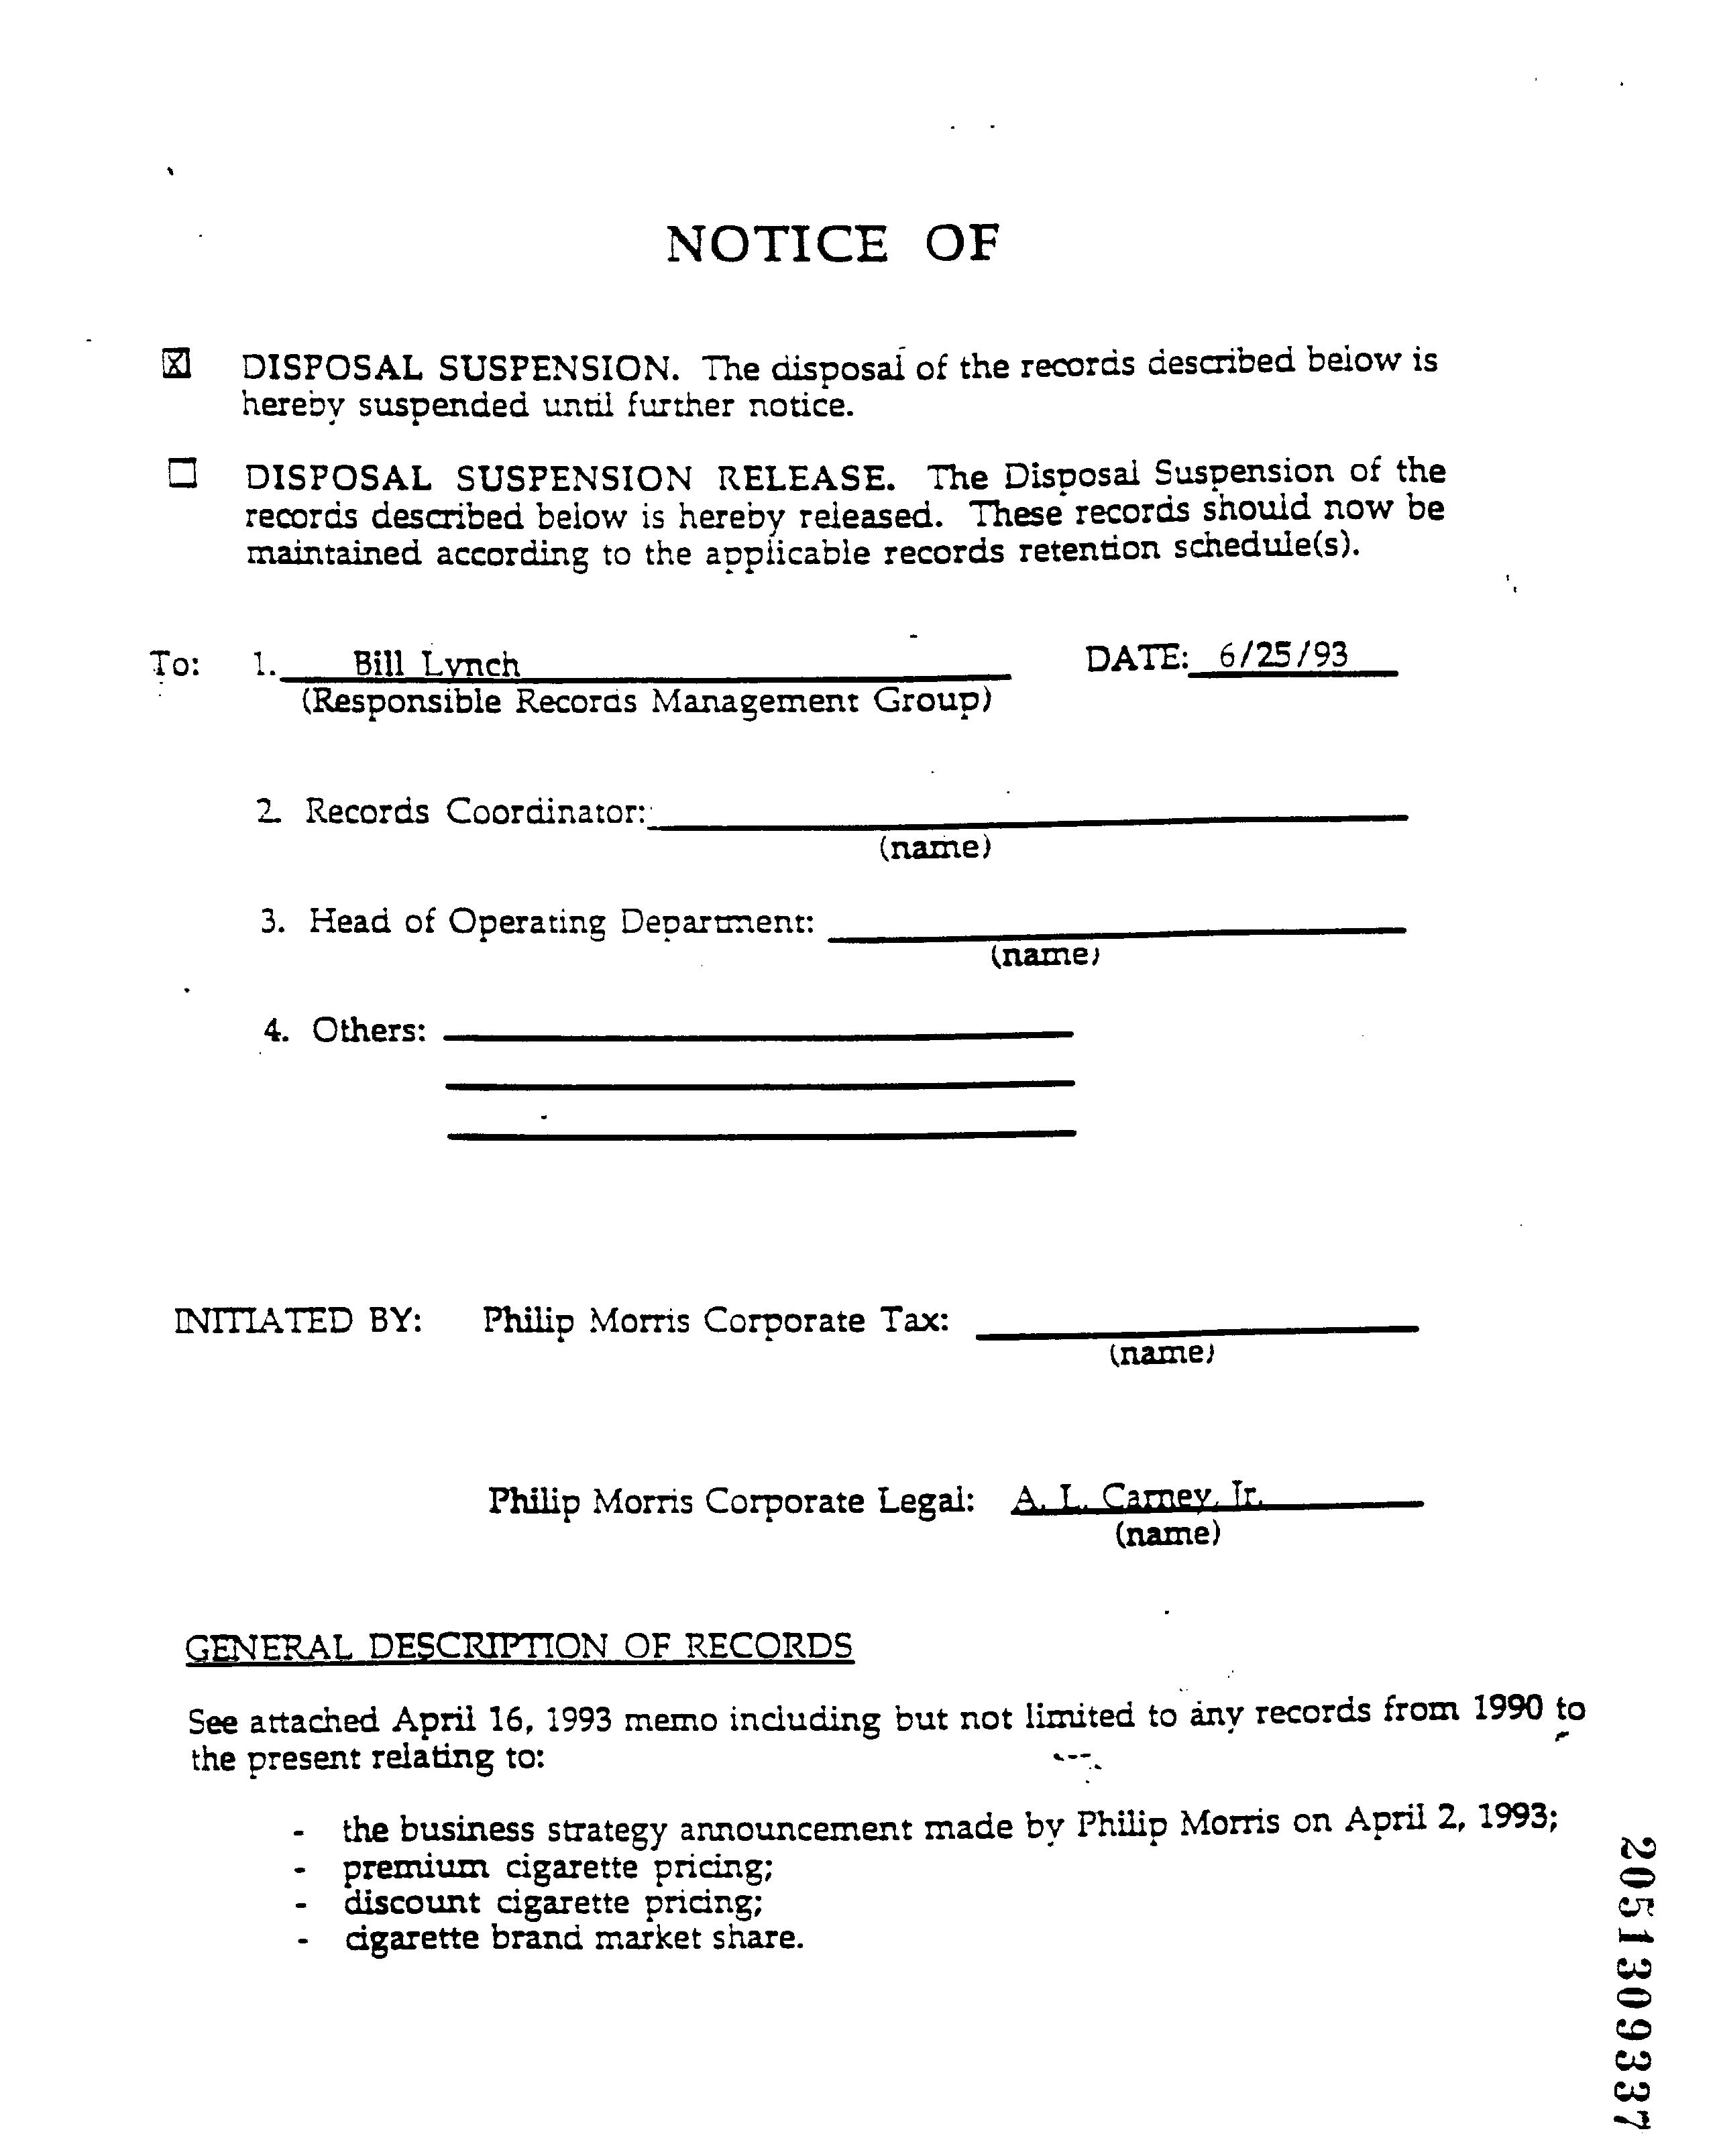 NOTICE OF
☒ DISPOSAL SUSPENSION. The disposal of the records described below is
hereby suspended until further notice.
☐ DISPOSAL SUSPENSION RELEASE. The Disposal Suspension of the
records described below is hereby released. These records should now be
maintained according to the applicable records retention schedule(s).
To: 1. Bill Lynch DATE: 6/25/93
(Responsible Records Management Group)
2. Records Coordinator:
(name)
3. Head of Operating Department:
(name)
4. Others:
INITIATED BY: Philip Morris Corporate Tax:
(name)
Philip Morris Corporate Legal: A. L. Carney, Jr.
(name)
GENERAL DESCRIPTION OF RECORDS
See attached April 16, 1993 memo including but not limited to any records from 1990 to
the present relating to:
- the business strategy announcement made by Philip Morris on April 2, 1993;
- premium cigarette pricing;
- discount cigarette pricing;
- cigarette brand market share.
2051309337